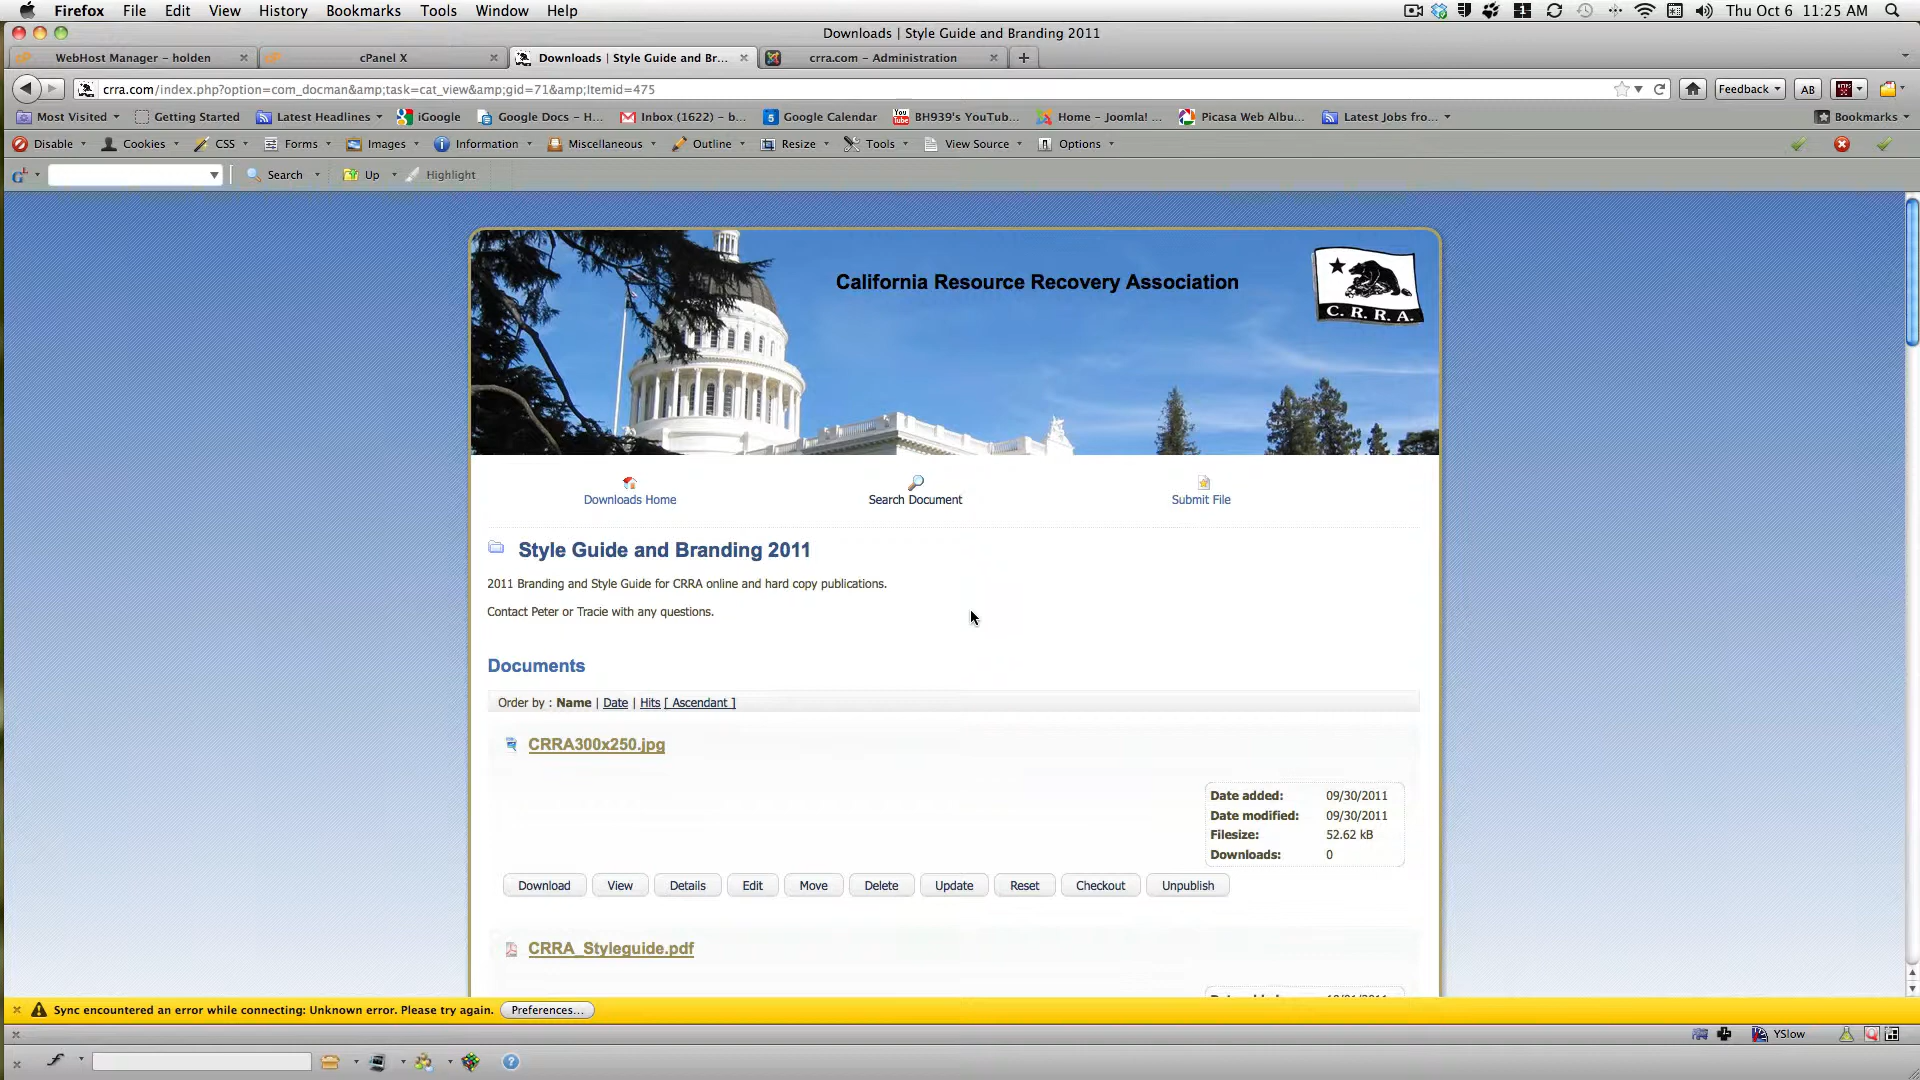 Firefox File Edit View History Bookmarks Tools Window Help Thu Oct 6 11:25 AM
Downloads | Style Guide and Branding 2011
WebHost Manager – holden cPanel X Downloads | Style Guide and Br... crra.com – Administration
crra.com/index.php?option=com_docman&amp;task=cat_view&amp;gid=71&amp;Itemid=475 Feedback AB
Most Visited Getting Started Latest Headlines iGoogle Google Docs – H... Inbox (1622) – b... 5 Google Calendar BH939's YouTub... Home – Joomla! ... Picasa Web Albu... Latest Jobs fro... Bookmarks
Disable Cookies CSS Forms Images Information Miscellaneous Outline Resize Tools View Source Options
Search Up Highlight
California Resource Recovery Association
C. R. R. A.
Downloads Home Search Document Submit File
Style Guide and Branding 2011
2011 Branding and Style Guide for CRRA online and hard copy publications.
Contact Peter or Tracie with any questions.
Documents
Order by : Name | Date | Hits [ Ascendant ]
CRRA300x250.jpg
Date added: 09/30/2011
Date modified: 09/30/2011
Filesize: 52.62 kB
Downloads: 0
Download View Details Edit Move Delete Update Reset Checkout Unpublish
CRRA_Styleguide.pdf
Sync encountered an error while connecting: Unknown error. Please try again. Preferences...
YSlow